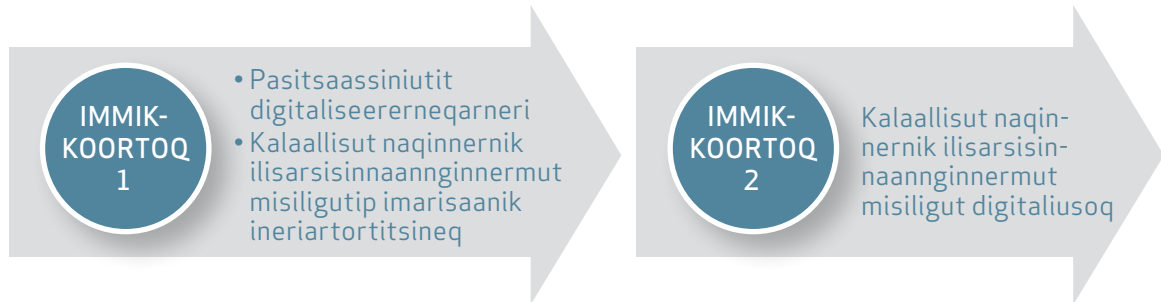 IMMIK-
KOORTOQ
1
• Pasitsaassiniutit
digitaliseererneqarneri
• Kalaallisut naqinnernik
ilisarsisinnaannginnermut
misiligutip imarisaanik
ineriartortitsineq
IMMIK-
KOORTOQ
2
Kalaallisut naqin-
nernik ilisarsisin-
naannginnermut
misiligut digitaliusoq